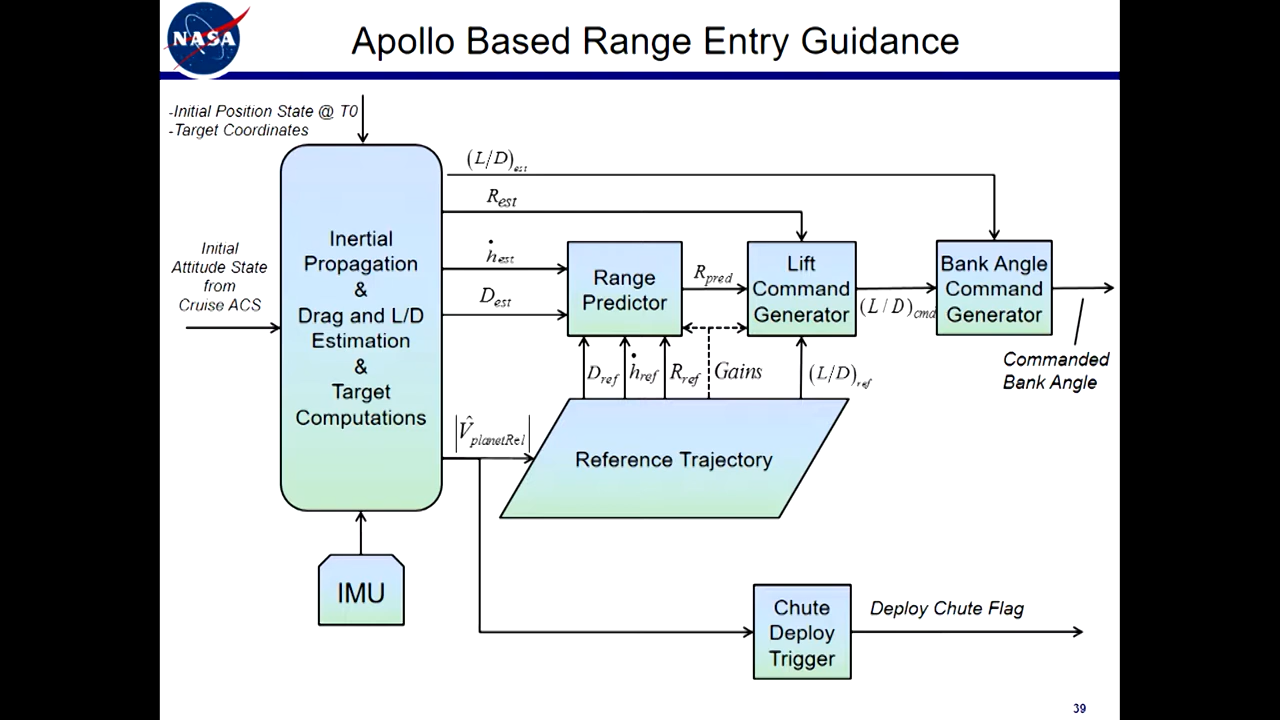 NASA
Apollo Based Range Entry Guidance
-Initial Position State @ T0
-Target Coordinates
(L/D)est
Rest
Initial
Attitude State
from
Cruise ACS
Inertial
Propagation
&
Drag and L/D
Estimation
&
Target
Computations
ḣest
Dest
Range
Predictor
Rpred
Lift
Command
Generator
(L/D)cmd
Bank Angle
Command
Generator
Commanded
Bank Angle
Dref
ḣref
Rref
Gains
(L/D)ref
|V̂planetRel|
Reference Trajectory
IMU
Chute
Deploy
Trigger
Deploy Chute Flag
39